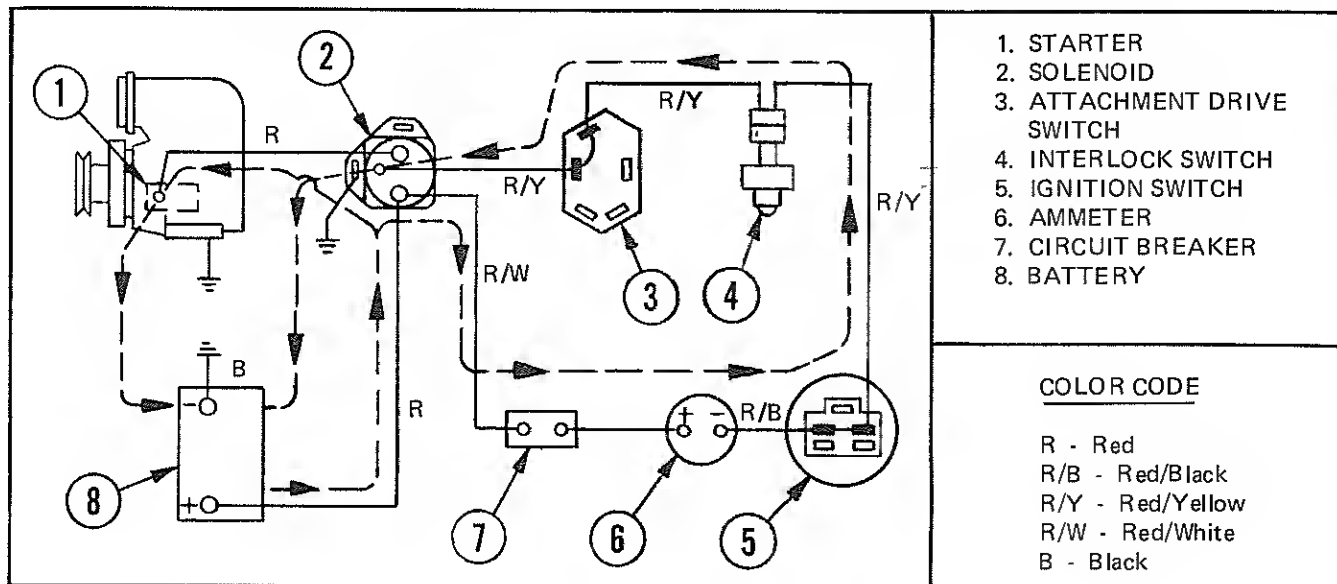 1
2
3
4
5
6
7
8
R
R/Y
R/Y
R/Y
R/W
B
R
R/B
-
+
+
-
1. STARTER
2. SOLENOID
3. ATTACHMENT DRIVE
SWITCH
4. INTERLOCK SWITCH
5. IGNITION SWITCH
6. AMMETER
7. CIRCUIT BREAKER
8. BATTERY
COLOR CODE
R - Red
R/B - Red/Black
R/Y - Red/Yellow
R/W - Red/White
B - Black